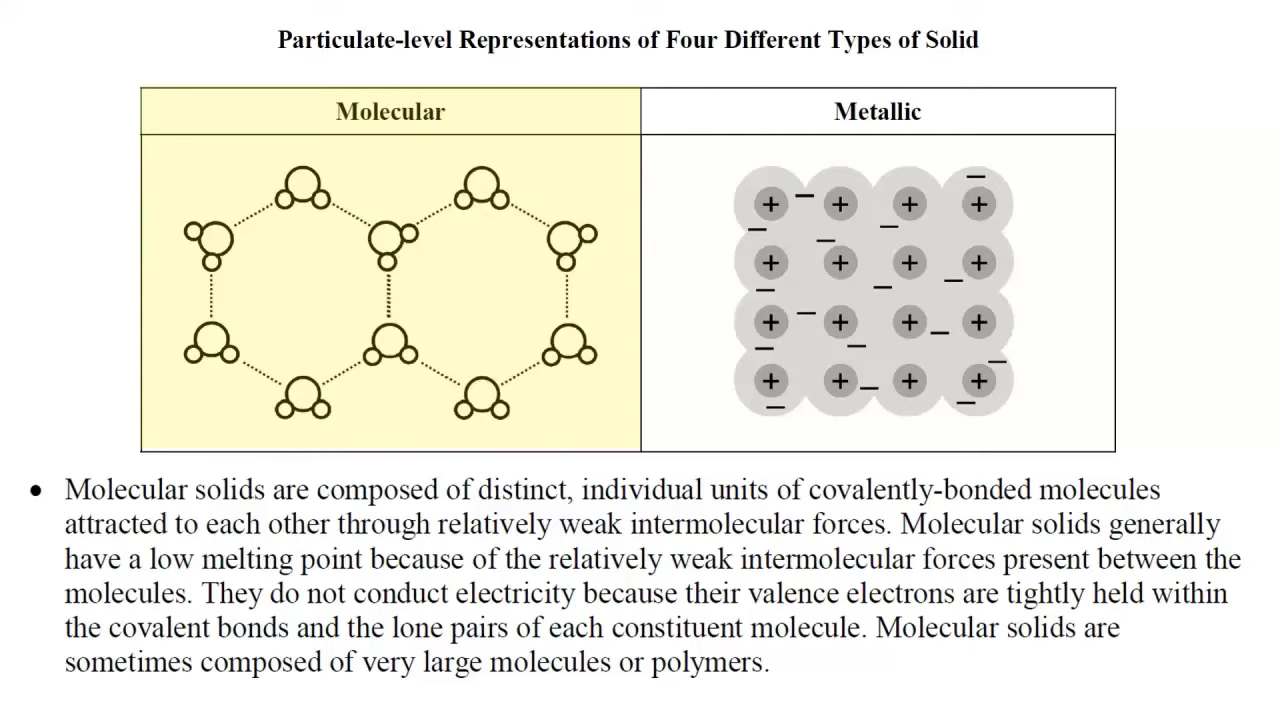 Particulate-level Representations of Four Different Types of Solid
Molecular
Metallic
+ − + + + −
− − −
+ + + +
− − −
+ − + + − +
− − −
+ + − + +
− −
• Molecular solids are composed of distinct, individual units of covalently-bonded molecules
attracted to each other through relatively weak intermolecular forces. Molecular solids generally
have a low melting point because of the relatively weak intermolecular forces present between the
molecules. They do not conduct electricity because their valence electrons are tightly held within
the covalent bonds and the lone pairs of each constituent molecule. Molecular solids are
sometimes composed of very large molecules or polymers.